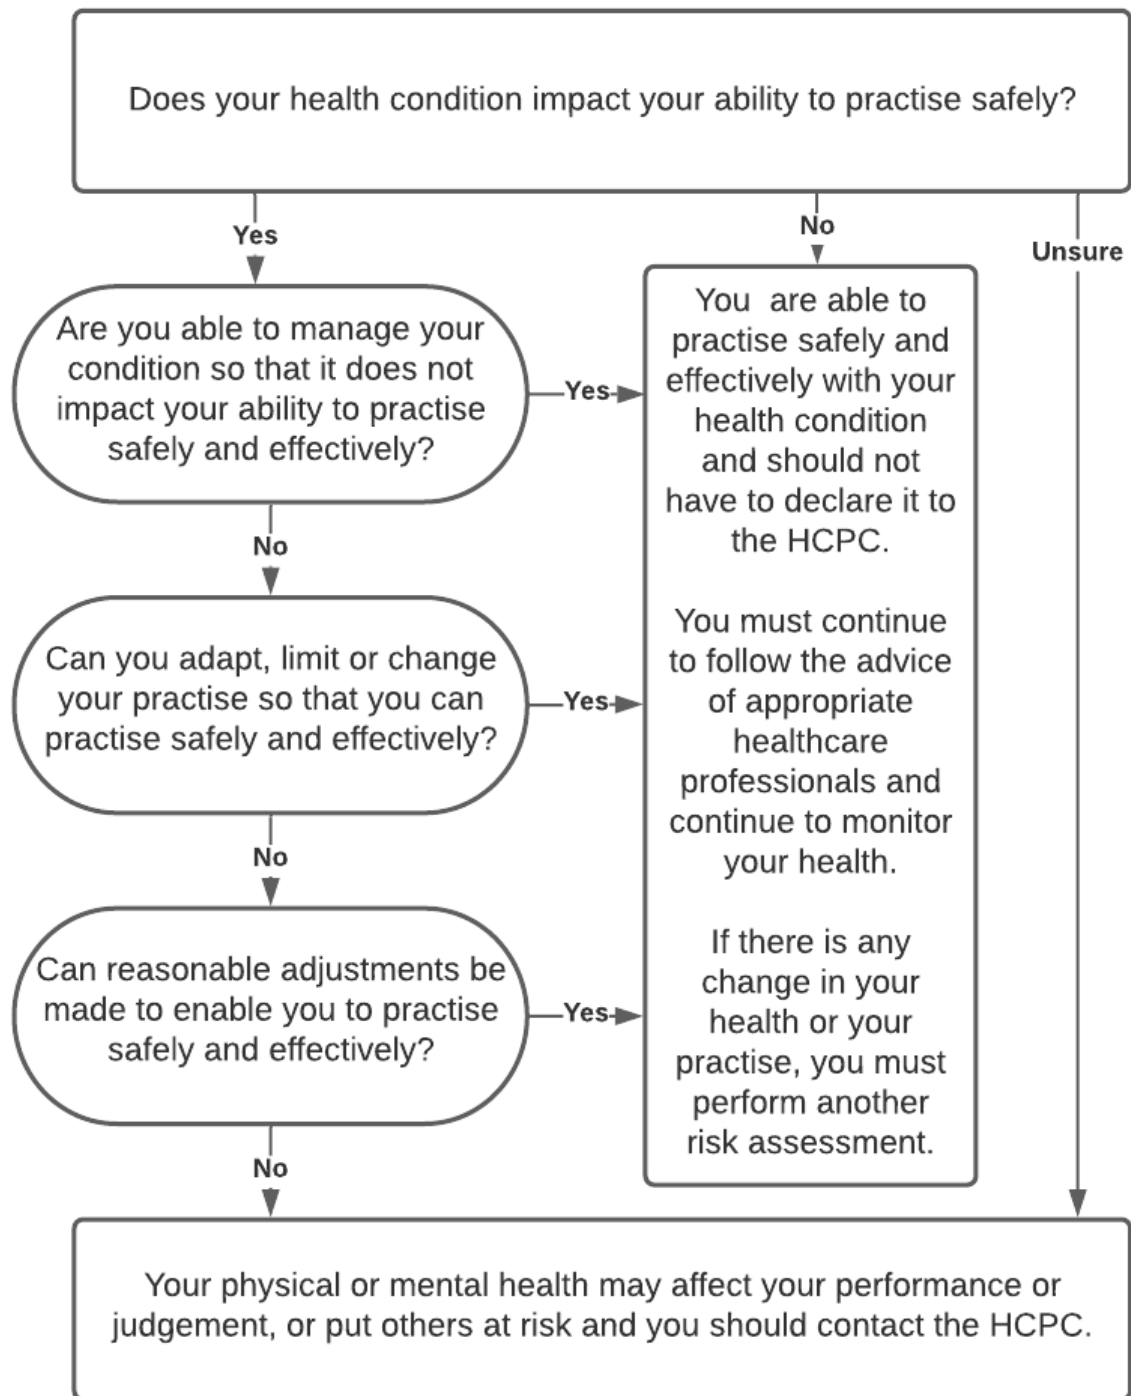 Does your health condition impact your ability to practise safely?
Yes
No
Unsure
Are you able to manage your
condition so that it does not
impact your ability to practise
safely and effectively?
Yes
You  are able to
practise safely and
effectively with your
health condition
and should not
have to declare it to
the HCPC.
You must continue
to follow the advice
of appropriate
healthcare
professionals and
continue to monitor
your health.
If there is any
change in your
health or your
practise, you must
perform another
risk assessment.
No
Can you adapt, limit or change
your practise so that you can
practise safely and effectively?
Yes
No
Can reasonable adjustments be
made to enable you to practise
safely and effectively?
Yes
No
Your physical or mental health may affect your performance or
judgement, or put others at risk and you should contact the HCPC.